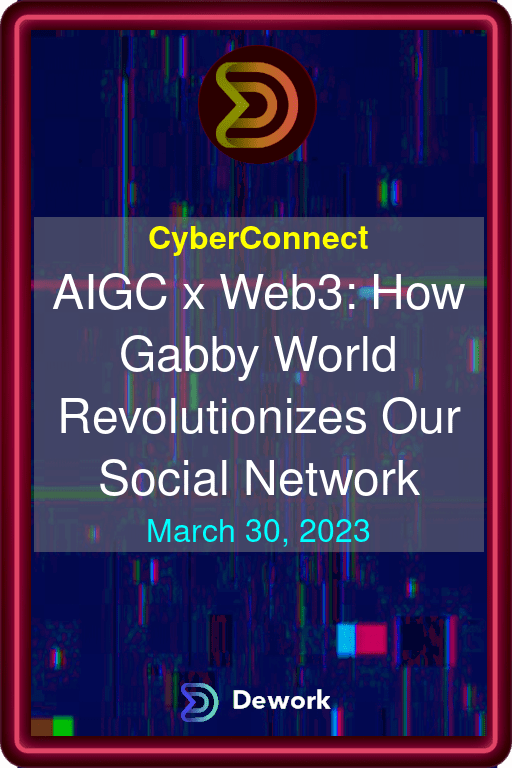 CyberConnect
AIGC x Web3: How
Gabby World
Revolutionizes Our
Social Network
March 30, 2023
Dework